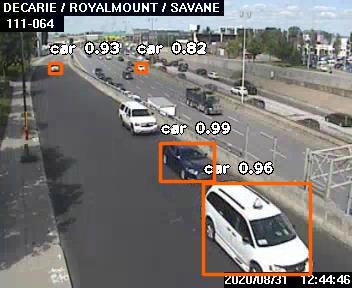 DECARIE / ROYALMOUNT / SAVANE
111-064
car 0.93 car 0.82
car 0.99
car 0.96
2020/08/31 12:44:46